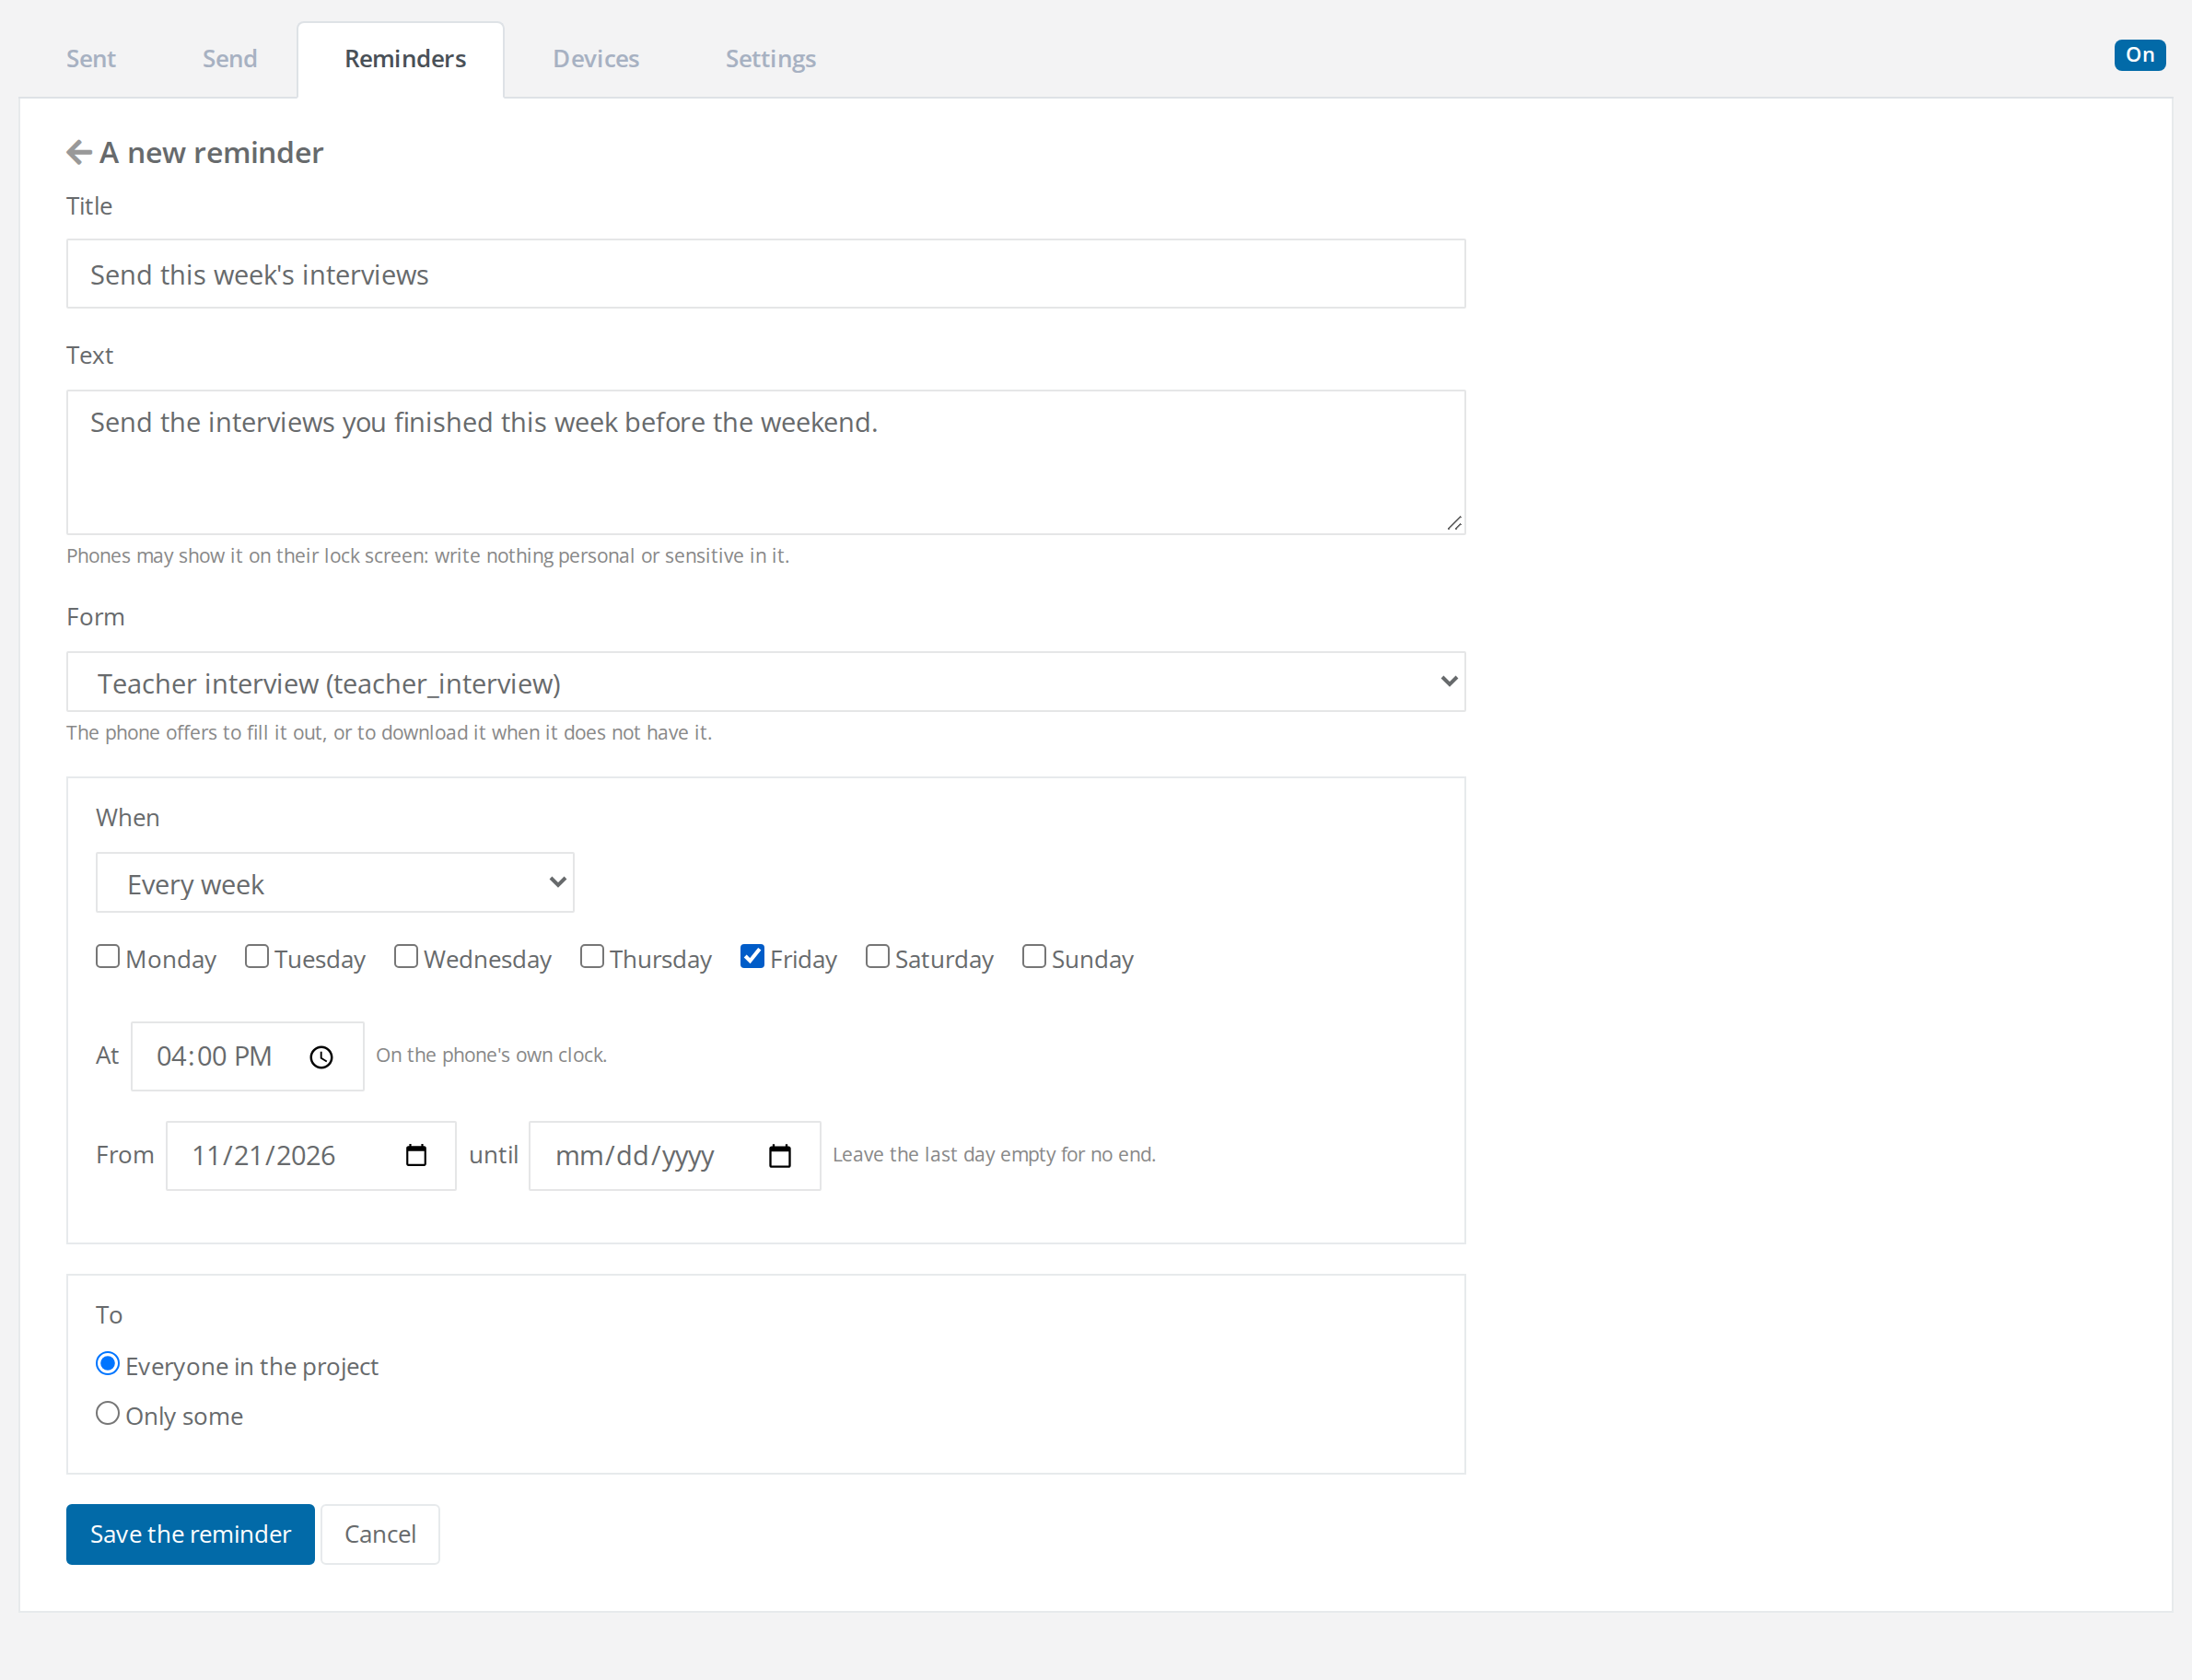 Sent Send Reminders Devices Settings On
A new reminder
Title
Send this week's interviews
Text
Send the interviews you finished this week before the weekend.
Phones may show it on their lock screen: write nothing personal or sensitive in it.
Form
Teacher interview (teacher_interview)
The phone offers to fill it out, or to download it when it does not have it.
When
Every week
Monday Tuesday Wednesday Thursday Friday Saturday Sunday
At 04:00 PM On the phone's own clock.
From 11/21/2026 until mm/dd/yyyy Leave the last day empty for no end.
To
Everyone in the project
Only some
Save the reminder Cancel